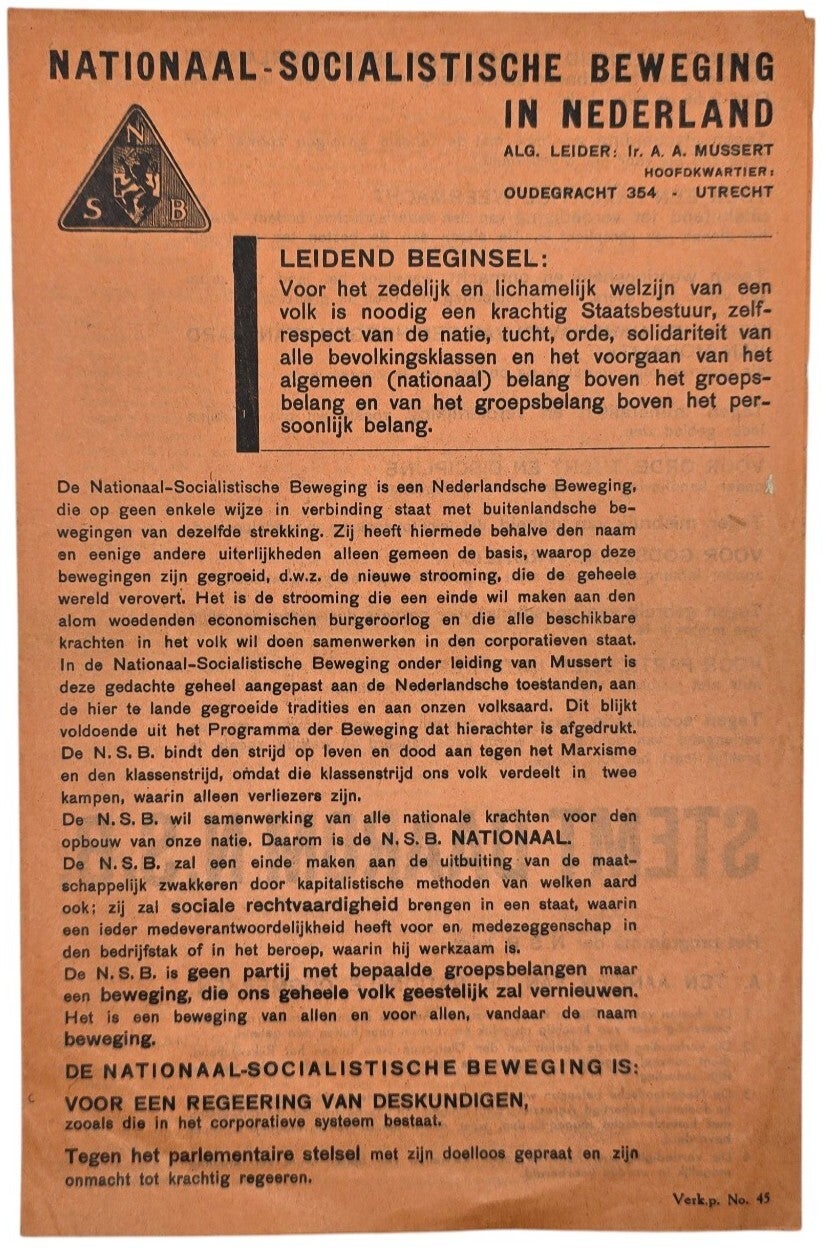 NATIONAAL-SOCIALISTISCHE BEWEGING
IN NEDERLAND
ALG. LEIDER: Ir. A. A. MUSSERT
HOOFDKWARTIER:
OUDEGRACHT 354 - UTRECHT
N
S B
LEIDEND BEGINSEL:
Voor het zedelijk en lichamelijk welzijn van een
volk is noodig een krachtig Staatsbestuur, zelf-
respect van de natie, tucht, orde, solidariteit van
alle bevolkingsklassen en het voorgaan van het
algemeen (nationaal) belang boven het groeps-
belang en van het groepsbelang boven het per-
soonlijk belang.
De Nationaal-Socialistische Beweging is een Nederlandsche Beweging,
die op geen enkele wijze in verbinding staat met buitenlandsche be-
wegingen van dezelfde strekking. Zij heeft hiermede behalve den naam
en eenige andere uiterlijkheden alleen gemeen de basis, waarop deze
bewegingen zijn gegroeid, d.w.z. de nieuwe strooming, die de geheele
wereld verovert. Het is de strooming die een einde wil maken aan den
alom woedenden economischen burgeroorlog en die alle beschikbare
krachten in het volk wil doen samenwerken in den corporatieven staat.
In de Nationaal-Socialistische Beweging onder leiding van Mussert is
deze gedachte geheel aangepast aan de Nederlandsche toestanden, aan
de hier te lande gegroeide tradities en aan onzen volksaard. Dit blijkt
voldoende uit het Programma der Beweging dat hierachter is afgedrukt.
De N. S. B. bindt den strijd op leven en dood aan tegen het Marxisme
en den klassenstrijd, omdat die klassenstrijd ons volk verdeelt in twee
kampen, waarin alleen verliezers zijn.
De N. S. B. wil samenwerking van alle nationale krachten voor den
opbouw van onze natie. Daarom is de N. S. B. NATIONAAL.
De N. S. B. zal een einde maken aan de uitbuiting van de maat-
schappelijk zwakkeren door kapitalistische methoden van welken aard
ook; zij zal sociale rechtvaardigheid brengen in een staat, waarin
een ieder medeverantwoordelijkheid heeft voor en medezeggenschap in
den bedrijfstak of in het beroep, waarin hij werkzaam is.
De N. S. B. is geen partij met bepaalde groepsbelangen maar
een beweging, die ons geheele volk geestelijk zal vernieuwen.
Het is een beweging van allen en voor allen, vandaar de naam
beweging.
DE NATIONAAL-SOCIALISTISCHE BEWEGING IS:
VOOR EEN REGEERING VAN DESKUNDIGEN,
zooals die in het corporatieve systeem bestaat.
Tegen het parlementaire stelsel met zijn doelloos gepraat en zijn
onmacht tot krachtig regeeren.
Verk.p. No. 45